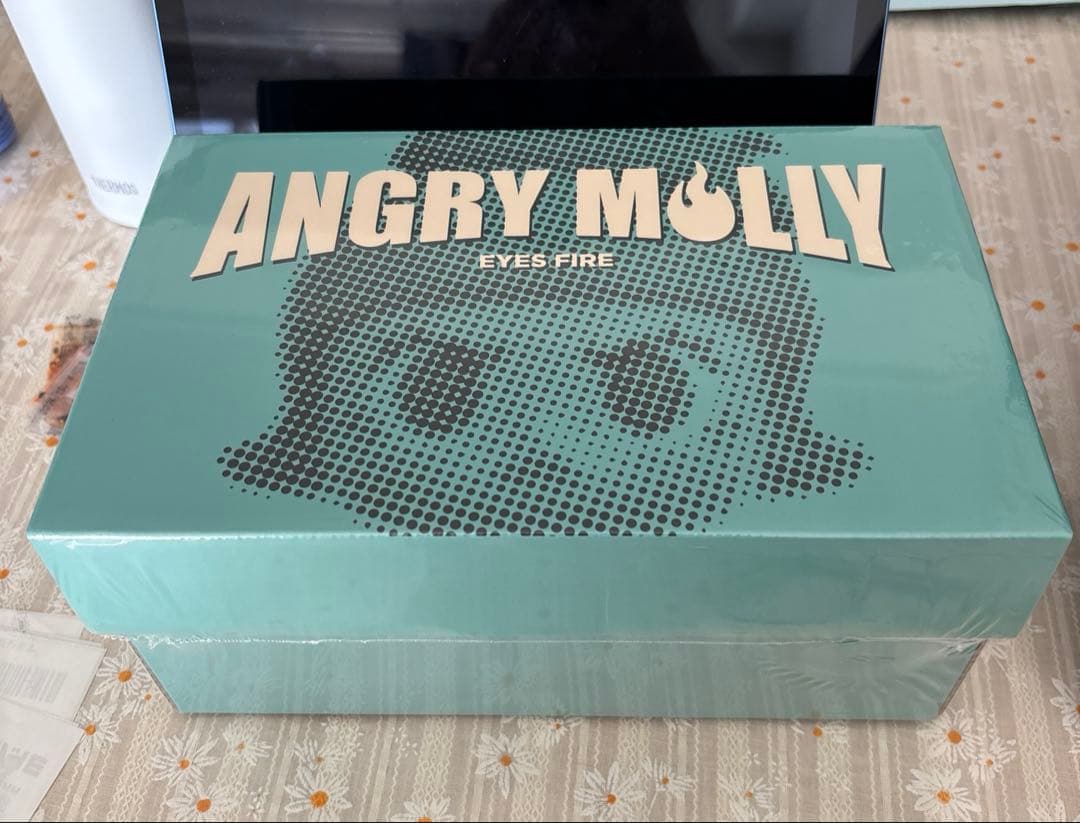 THERMOS
ANGRY MOLLY
EYES FIRE